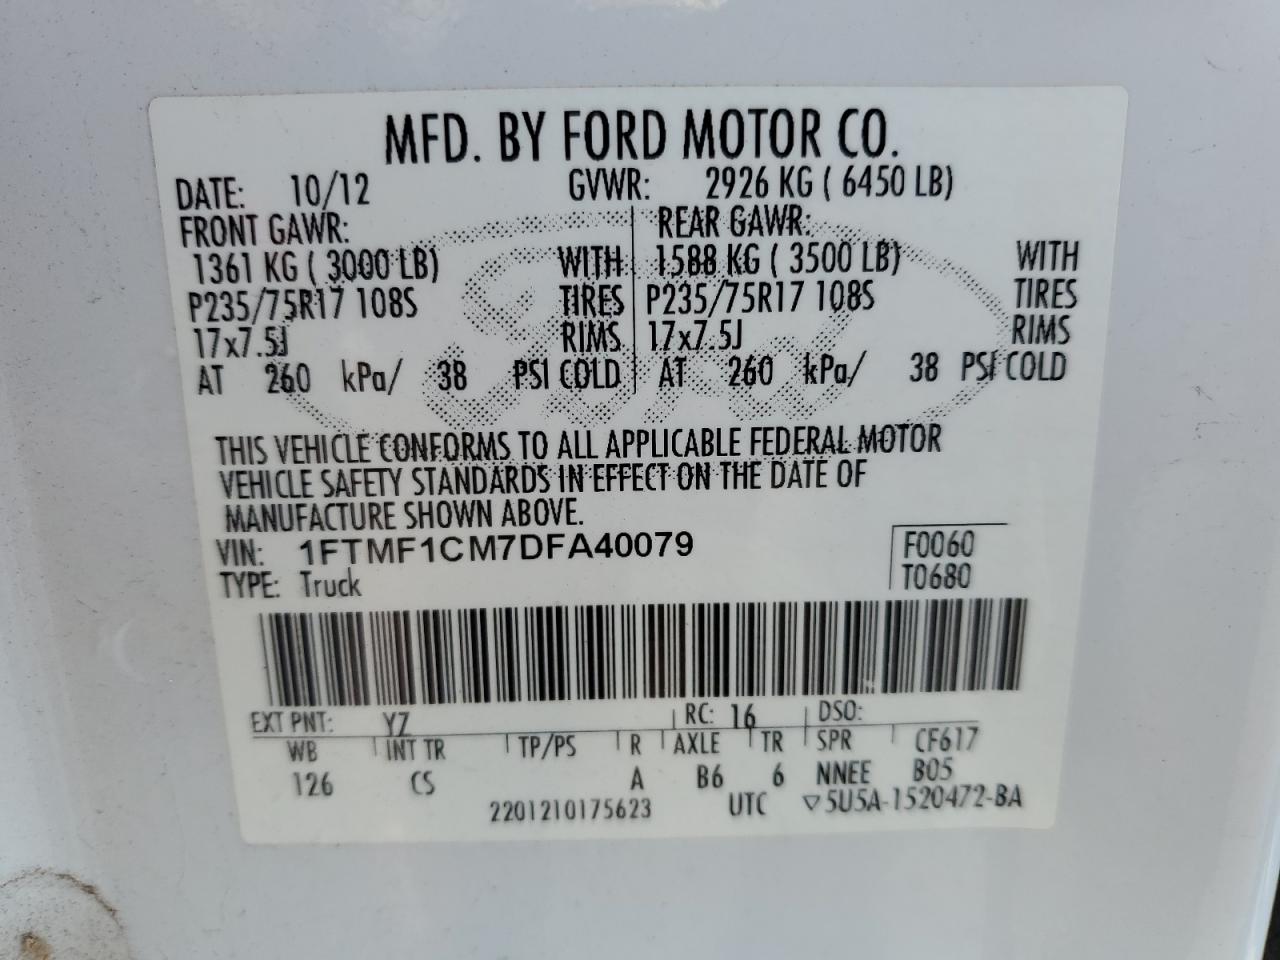 MFD. BY FORD MOTOR CO.
DATE: 10/12 GVWR: 2926 KG ( 6450 LB)
FRONT GAWR: REAR GAWR:
1361 KG ( 3000 LB) WITH 1588 KG ( 3500 LB) WITH
P235/75R17 108S TIRES P235/75R17 108S TIRES
17x7.5J RIMS 17x7.5J RIMS
AT 260 kPa/ 38 PSI COLD AT 260 kPa/ 38 PSI COLD
Ford
THIS VEHICLE CONFORMS TO ALL APPLICABLE FEDERAL MOTOR
VEHICLE SAFETY STANDARDS IN EFFECT ON THE DATE OF
MANUFACTURE SHOWN ABOVE.
VIN: 1FTMF1CM7DFA40079 F0060
TYPE: Truck T0680
EXT PNT: YZ RC: 16 DSO:
WB INT TR TP/PS R AXLE TR SPR CF617
126 CS A B6 6 NNEE B05
2201210175623 UTC ▽5U5A-1520472-BA